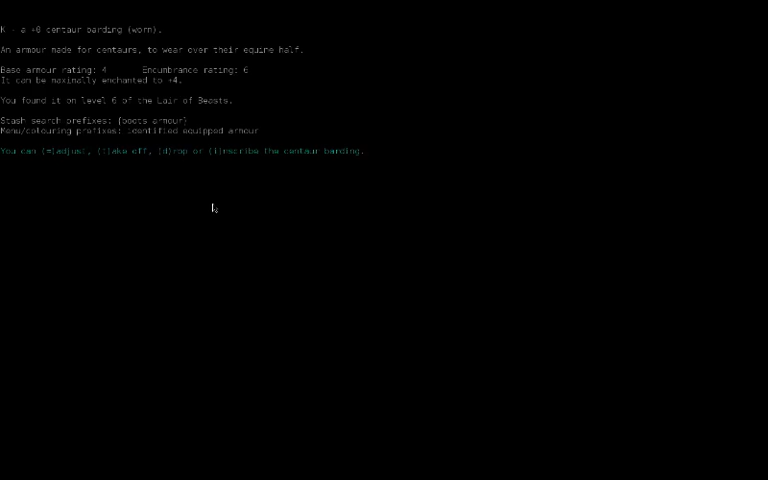 K - a +0 centaur barding (worn).
An armour made for centaurs, to wear over their equine half.
Base armour rating: 4 Encumbrance rating: 6
It can be maximally enchanted to +4.
You found it on level 6 of the Lair of Beasts.
Stash search prefixes: {boots armour}
Menu/colouring prefixes: identified equipped armour
You can (=)adjust, (t)ake off, (d)rop or (i)nscribe the centaur barding.